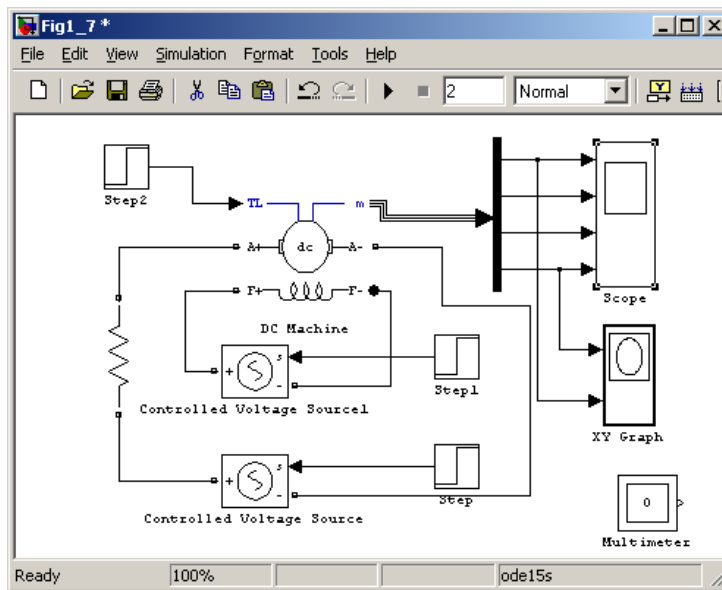 Fig1_7 *
File Edit View Simulation Format Tools Help
2 Normal
Step2
TL m
A+ dc A-
F+ F-
DC Machine
Scope
+ s -
Step1
Controlled Voltage Source1
XY Graph
+ s -
Step
Controlled Voltage Source
0
Multimeter
Ready 100% ode15s